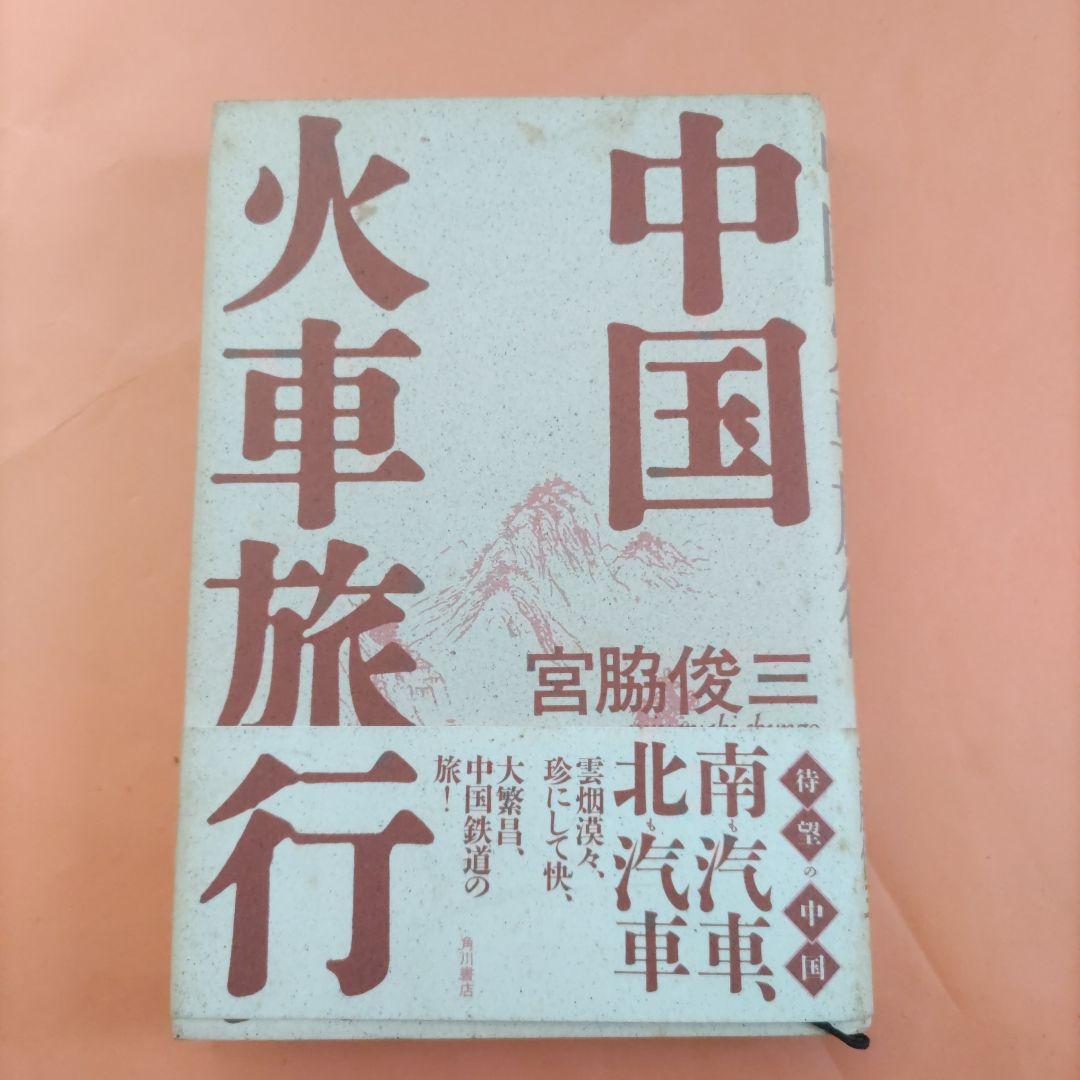 中国
火車旅行
宮脇俊三
待望の中国
南も汽車、
北も汽車
雲烟漠々、
珍にして快、
大繁昌、
中国鉄道の
旅!
角川書店